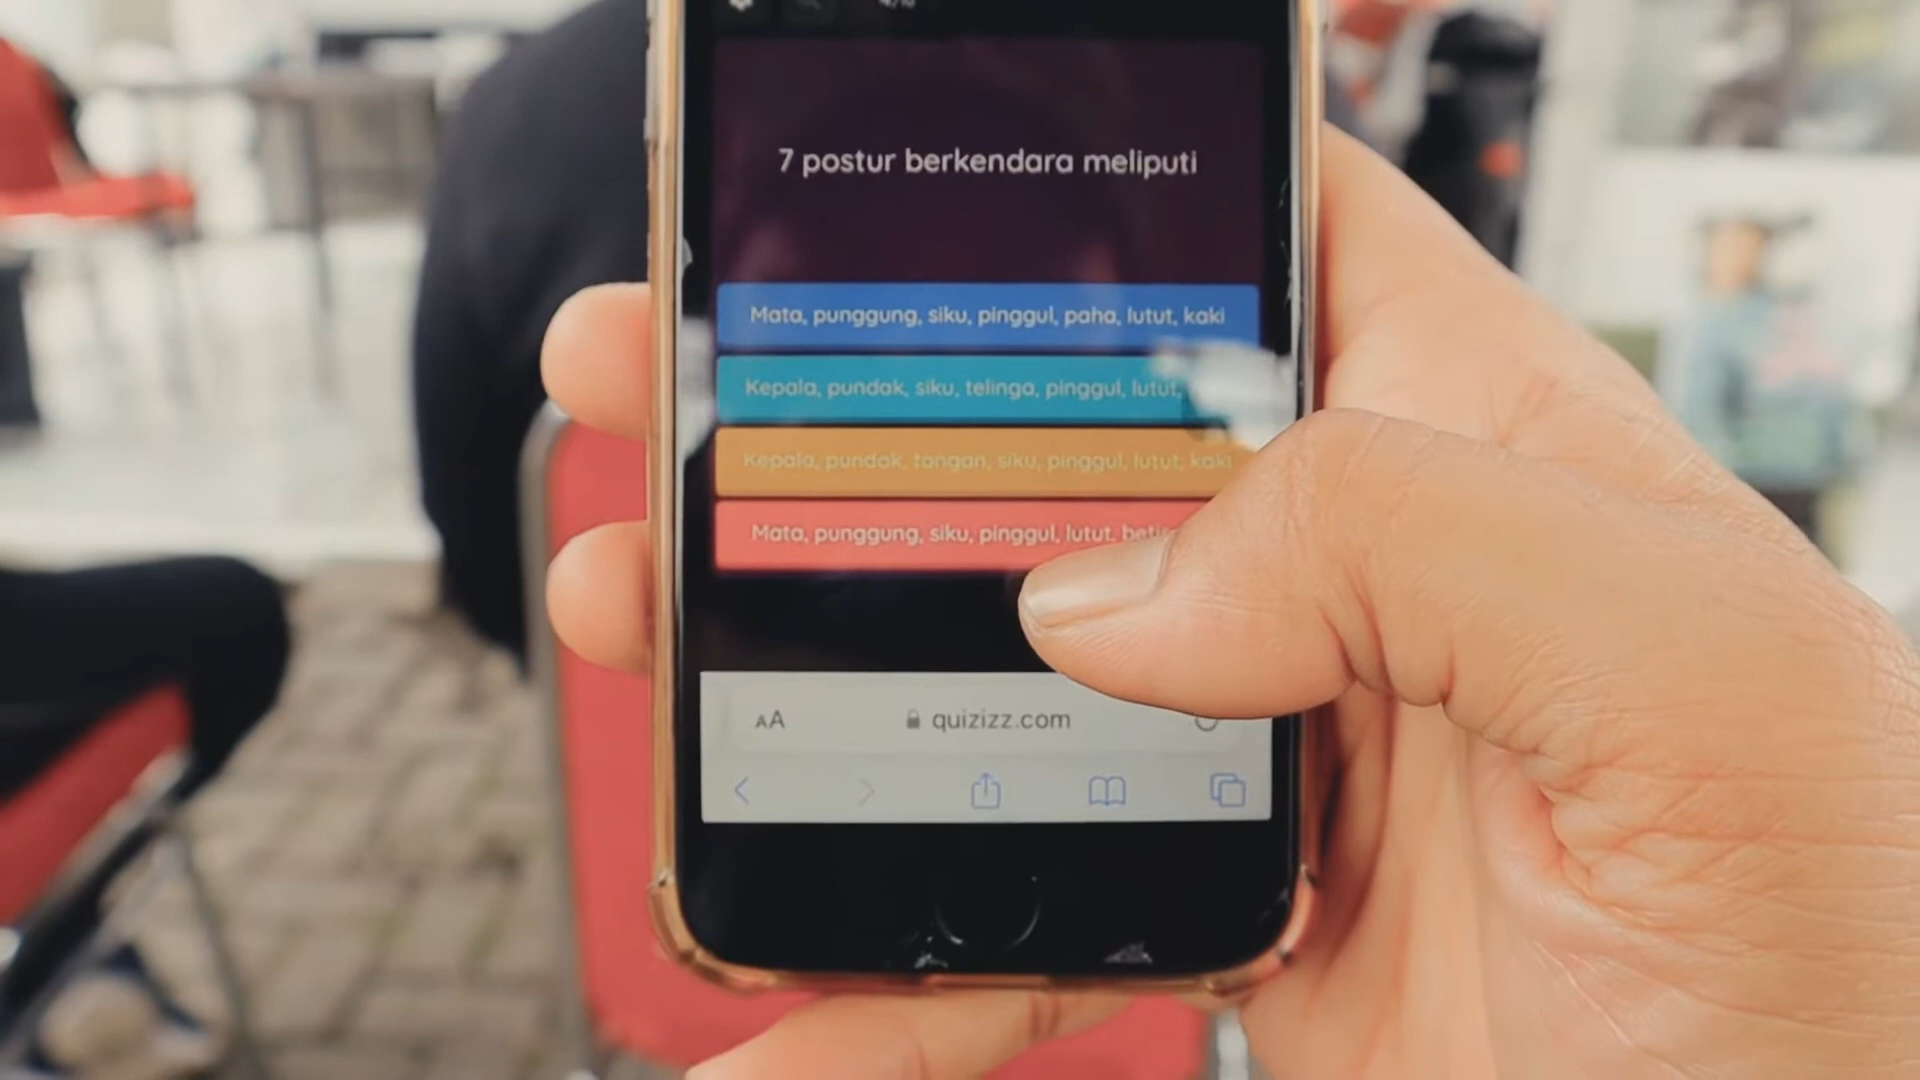 7 postur berkendara meliputi
Mata, punggung, siku, pinggul, paha, lutut, kaki
Kepala, pundak, siku, telinga, pinggul, lutut,
Kepala, pundak, tangan, siku, pinggul, lutut, kaki
Mata, punggung, siku, pinggul, lutut,
AA quizizz.com